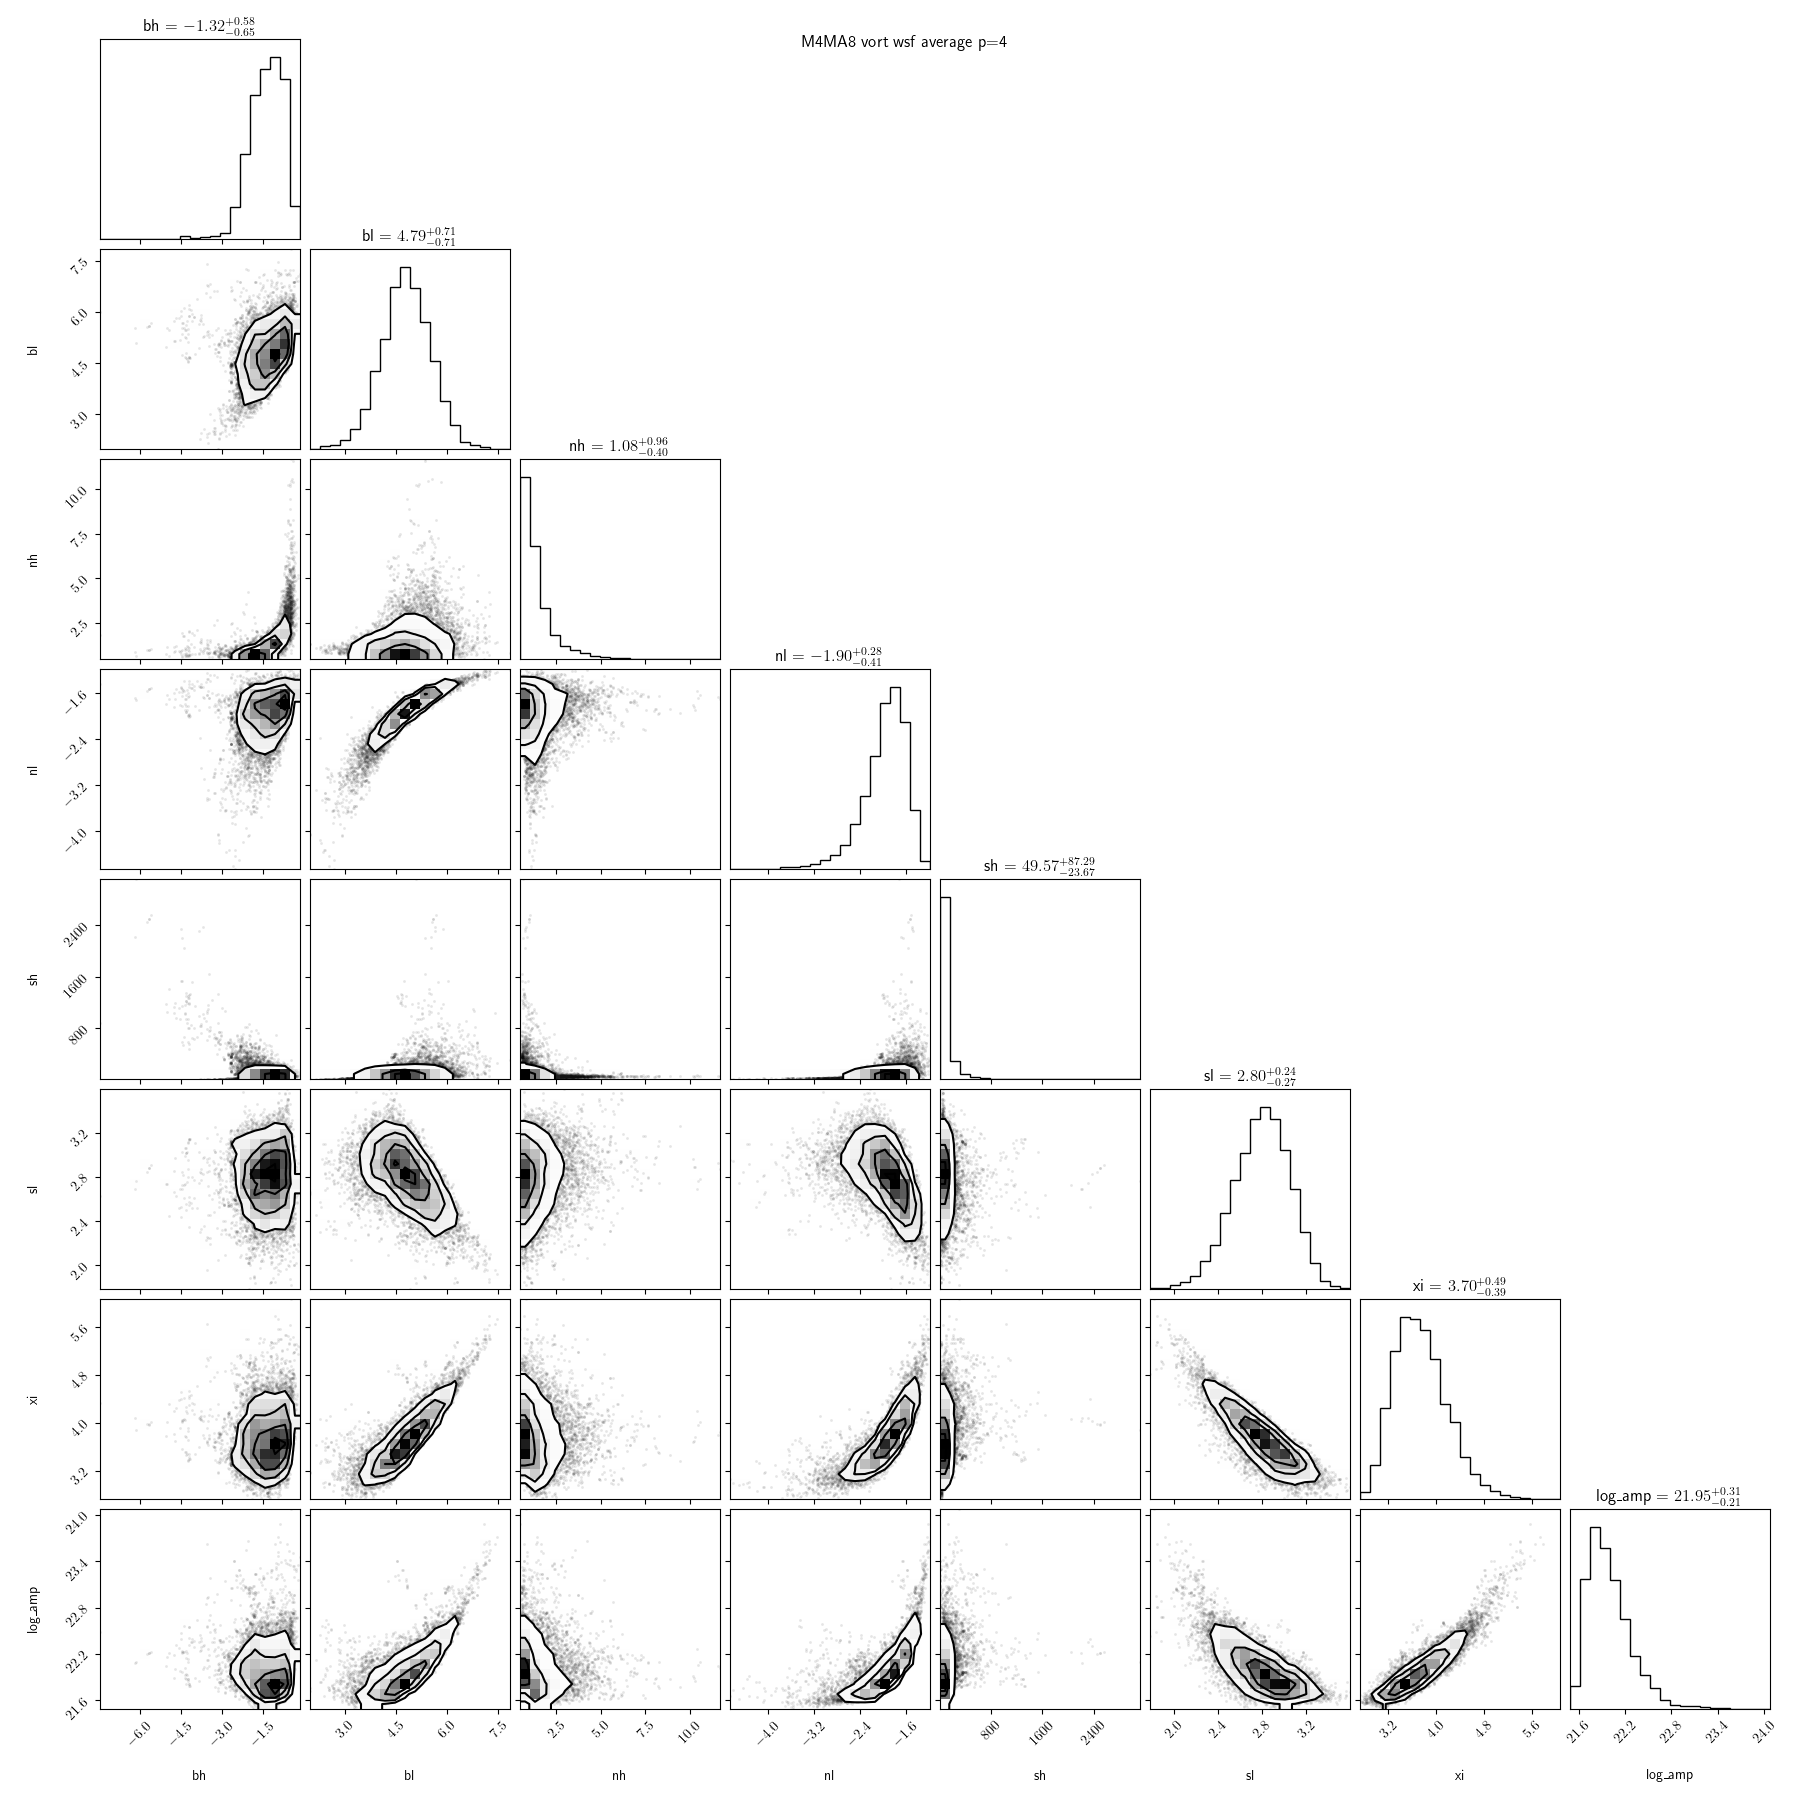 M4MA8 vort wsf average p=4
bh = −1.32+0.58−0.65
bl = 4.79+0.71−0.71
nh = 1.08+0.96−0.40
nl = −1.90+0.28−0.41
sh = 49.57+87.29−23.67
sl = 2.80+0.24−0.27
xi = 3.70+0.49−0.39
log_amp = 21.95+0.31−0.21
7.5
6.0
4.5
3.0
bl
10.0
7.5
5.0
2.5
nh
−1.6
−2.4
−3.2
−4.0
nl
2400
1600
800
sh
3.2
2.8
2.4
2.0
sl
5.6
4.8
4.0
3.2
xi
24.0
23.4
22.8
22.2
21.6
log_amp
−6.0 −4.5 −3.0 −1.5
3.0 4.5 6.0 7.5
2.5 5.0 7.5 10.0
−4.0 −3.2 −2.4 −1.6
800 1600 2400
2.0 2.4 2.8 3.2
3.2 4.0 4.8 5.6
21.6 22.2 22.8 23.4 24.0
bh bl nh nl sh sl xi log_amp